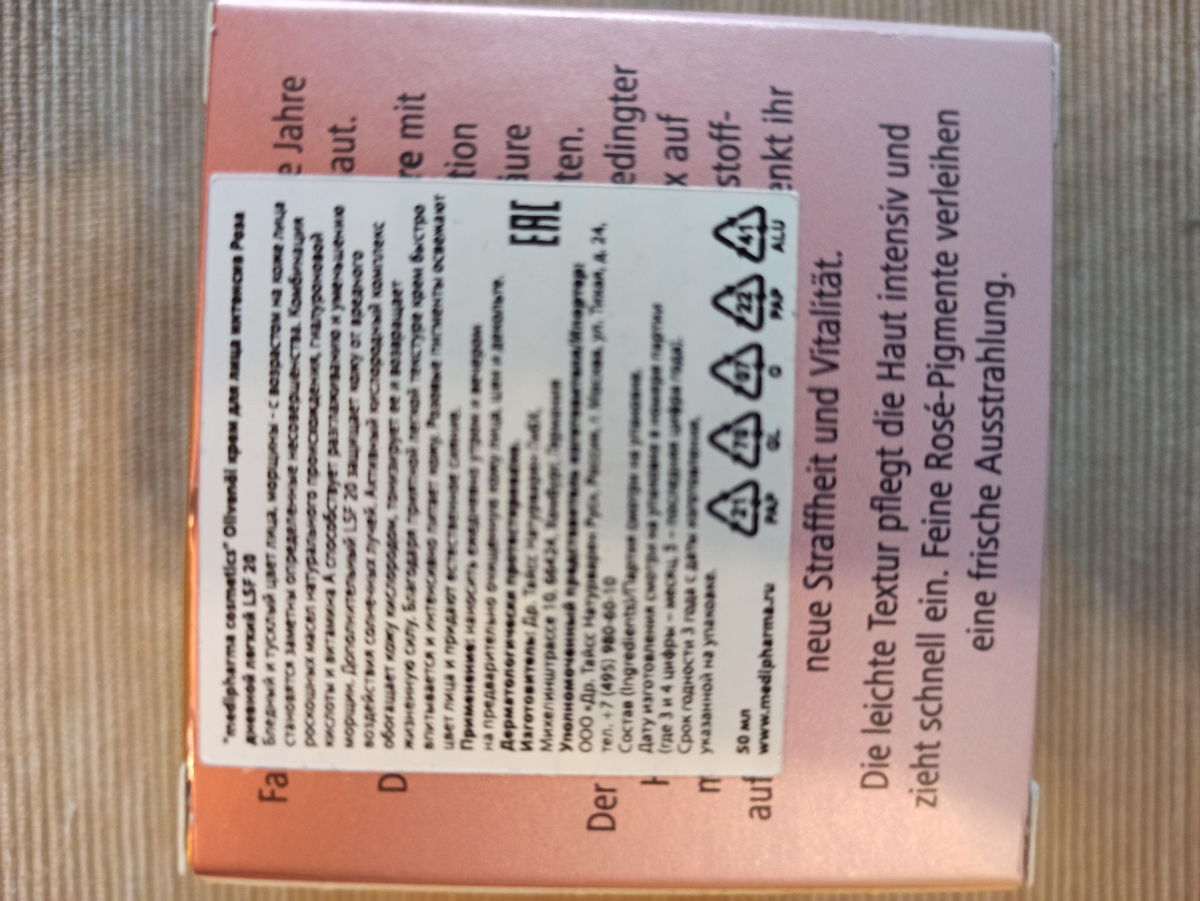 "medipharma cosmetics" Olivenöl крем для лица интенсив Роза
дневной легкий LSF 20
Бледный и тусклый цвет лица, морщины - с возрастом на коже лица
становятся заметны определенные несовершенства. Комбинация
роскошных масел натурального происхождения, гиалуроновой
кислоты и витамина А способствует разглаживанию и уменьшению
морщин. Дополнительный LSF 20 защищает кожу от вредного
воздействия солнечных лучей. Активный кислородный комплекс
обогащает кожу кислородом, тонизирует ее и возвращает
жизненную силу. Благодаря приятной легкой текстуре крем быстро
впитывается и интенсивно питает кожу. Розовые пигменты освежают
цвет лица и придают естественное сияние.
Применение: наносить ежедневно утром и вечером
на предварительно очищенную кожу лица, шеи и декольте.
Дерматологически протестировано.
Изготовитель: Др. Тайсс Натурварен ГмбХ,
Михелинштрассе 10, 66424, Хомбург, Германия
Уполномоченный представитель изготовителя/Импортер:
ООО «Др. Тайсс Натурварен Рус», Россия, г. Москва, ул. Тихая, д. 24,
тел. +7 (495) 980-60-10
Состав (Ingredients)/Партия смотри на упаковке.
Дату изготовления смотри на упаковке в номере партии
(где 3 и 4 цифры – месяц, 5 – последняя цифра года).
Срок годности 3 года с даты изготовления,
указанной на упаковке.
50 мл
www.medipharma.ru
EAC
21 PAP
70 GL
07 O
22 PAP
41 ALU
Fa
e Jahre
aut.
D
re mit
tion
äure
Der
ten.
H
edingter
m
x auf
auf
stoff-
enkt ihr
neue Straffheit und Vitalität.
Die leichte Textur pflegt die Haut intensiv und
zieht schnell ein. Feine Rosé-Pigmente verleihen
eine frische Ausstrahlung.